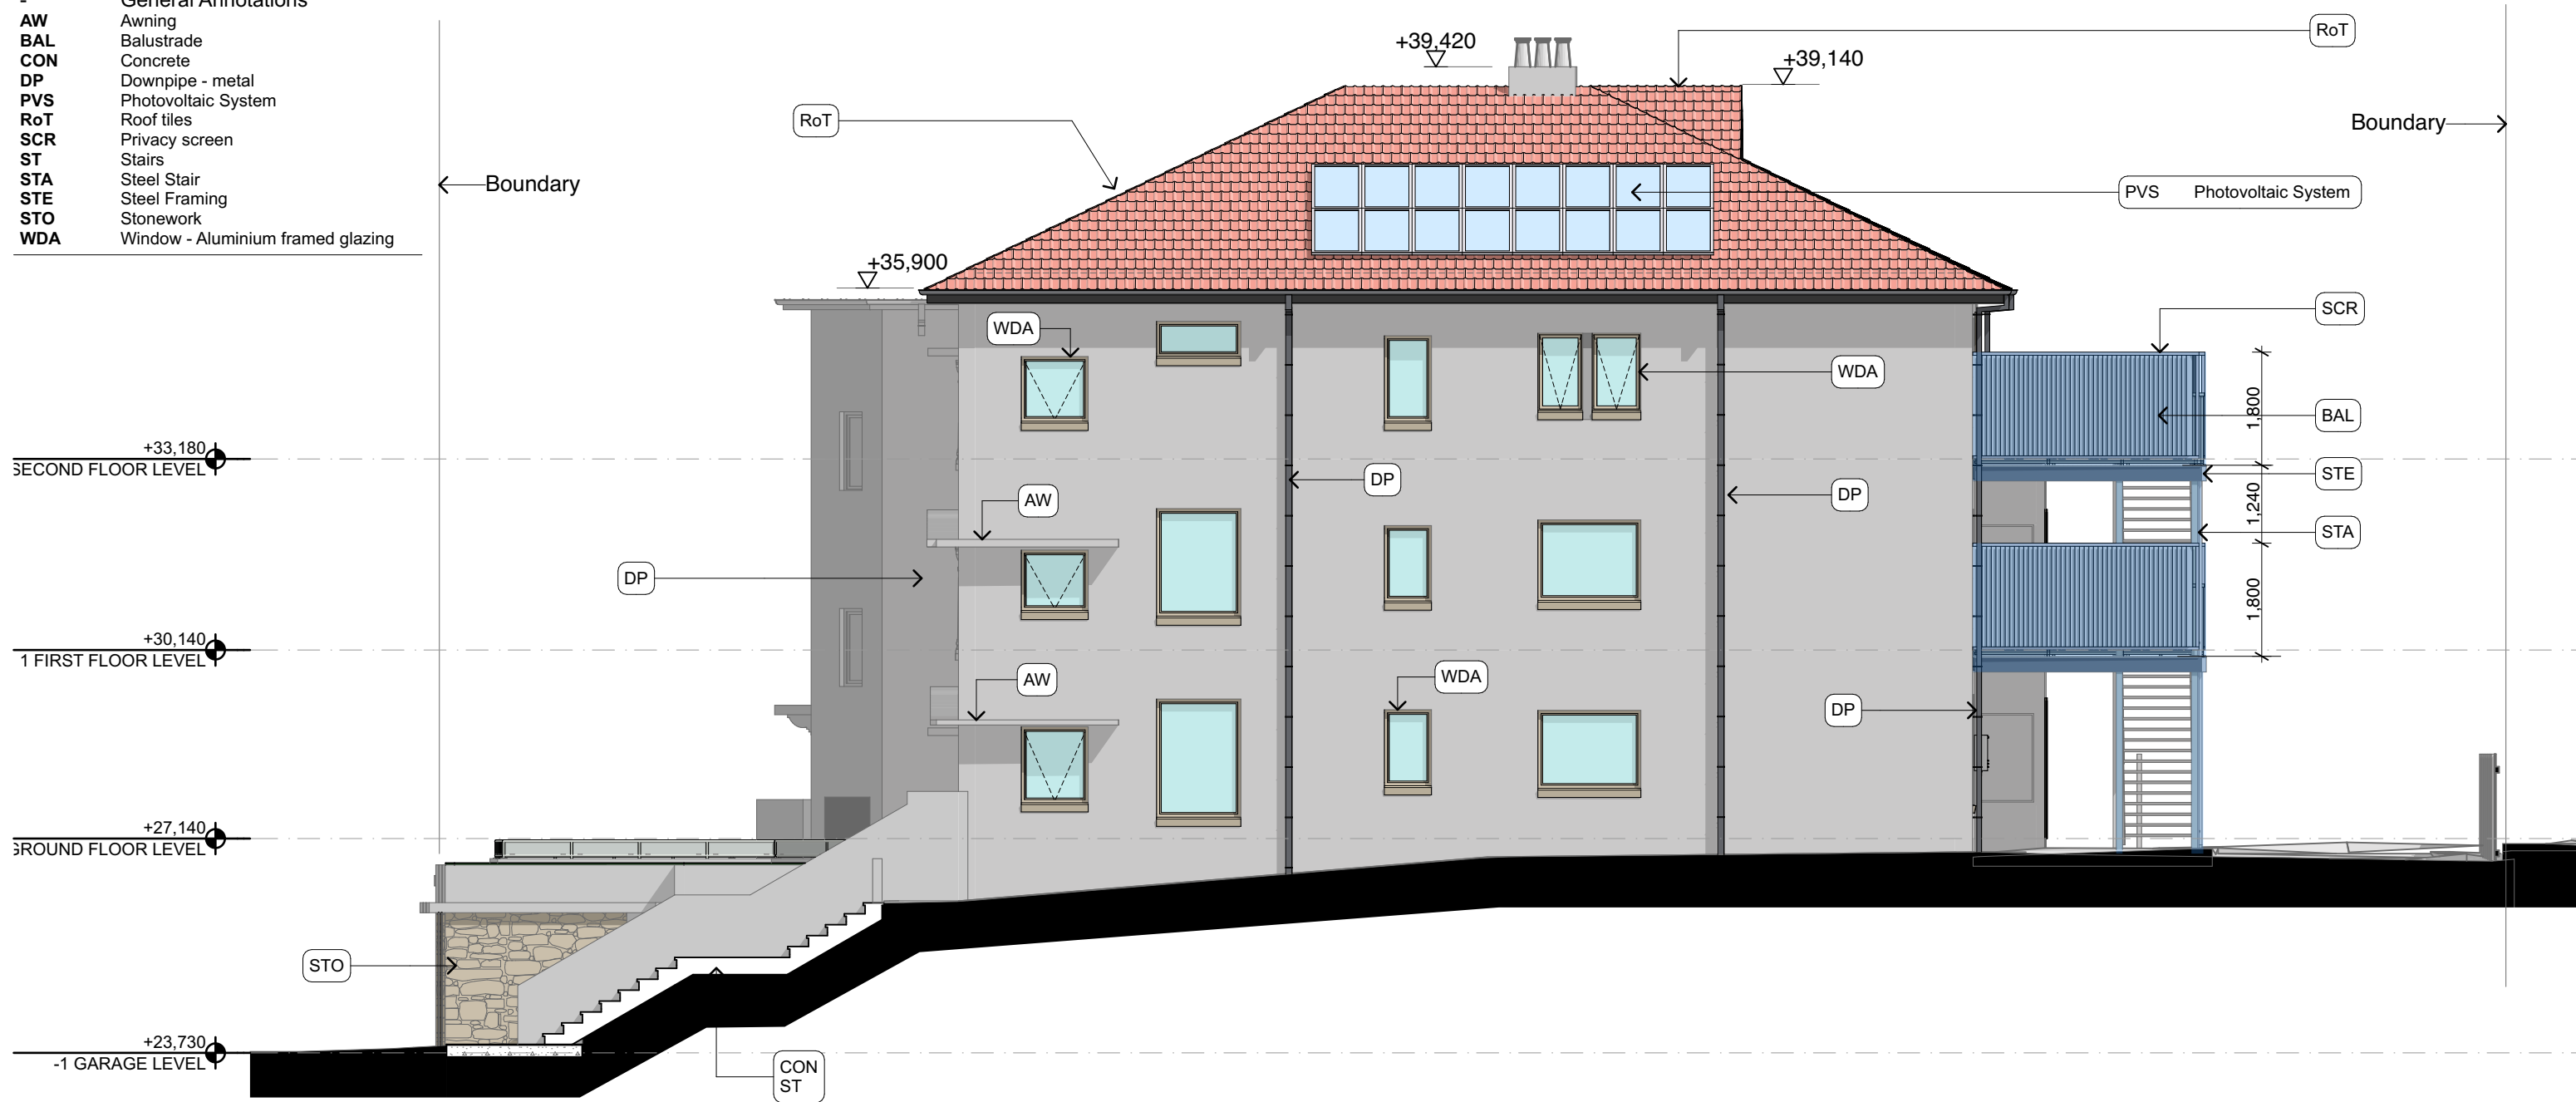 - General Annotations
AW Awning
BAL Balustrade
CON Concrete
DP Downpipe - metal
PVS Photovoltaic System
RoT Roof tiles
SCR Privacy screen
ST Stairs
STA Steel Stair
STE Steel Framing
STO Stonework
WDA Window - Aluminium framed glazing
+39,420
+39,140
RoT
RoT
Boundary
Boundary
PVS Photovoltaic System
+35,900
SCR
WDA
WDA
1,800
BAL
+33,180
SECOND FLOOR LEVEL
DP
STE
AW
DP
1,240
STA
DP
1,800
+30,140
1 FIRST FLOOR LEVEL
AW
WDA
DP
+27,140
GROUND FLOOR LEVEL
STO
+23,730
-1 GARAGE LEVEL
CON
ST